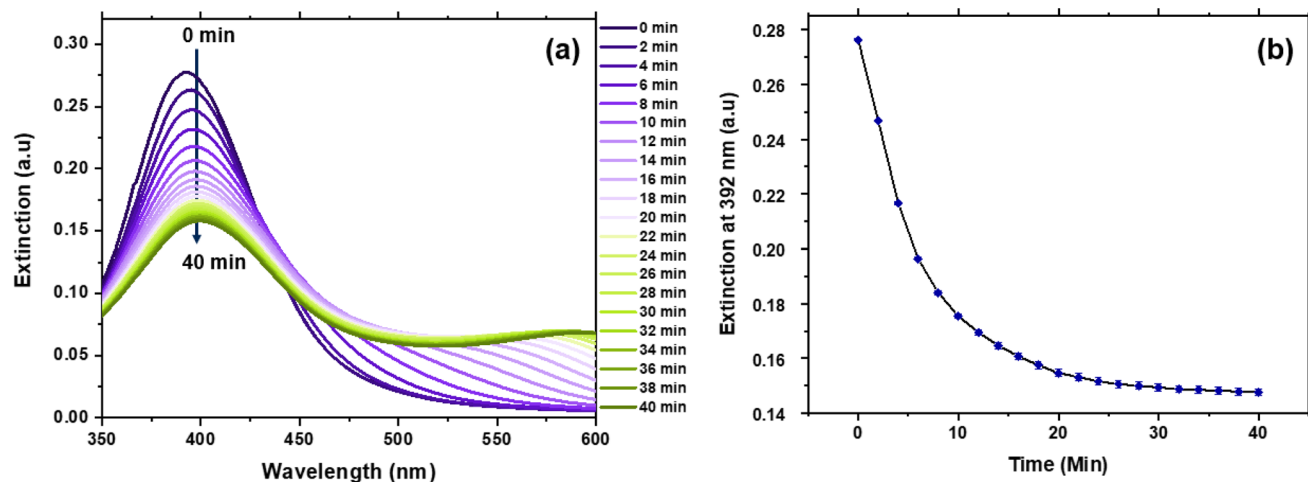 (a)
0 min
40 min
Extinction (a.u)
0.30
0.25
0.20
0.15
0.10
0.05
0.00
350
400
450
500
550
600
Wavelength (nm)
0 min
2 min
4 min
6 min
8 min
10 min
12 min
14 min
16 min
18 min
20 min
22 min
24 min
26 min
28 min
30 min
32 min
34 min
36 min
38 min
40 min
(b)
Extinction at 392 nm (a.u)
0.28
0.26
0.24
0.22
0.20
0.18
0.16
0.14
0
10
20
30
40
Time (Min)